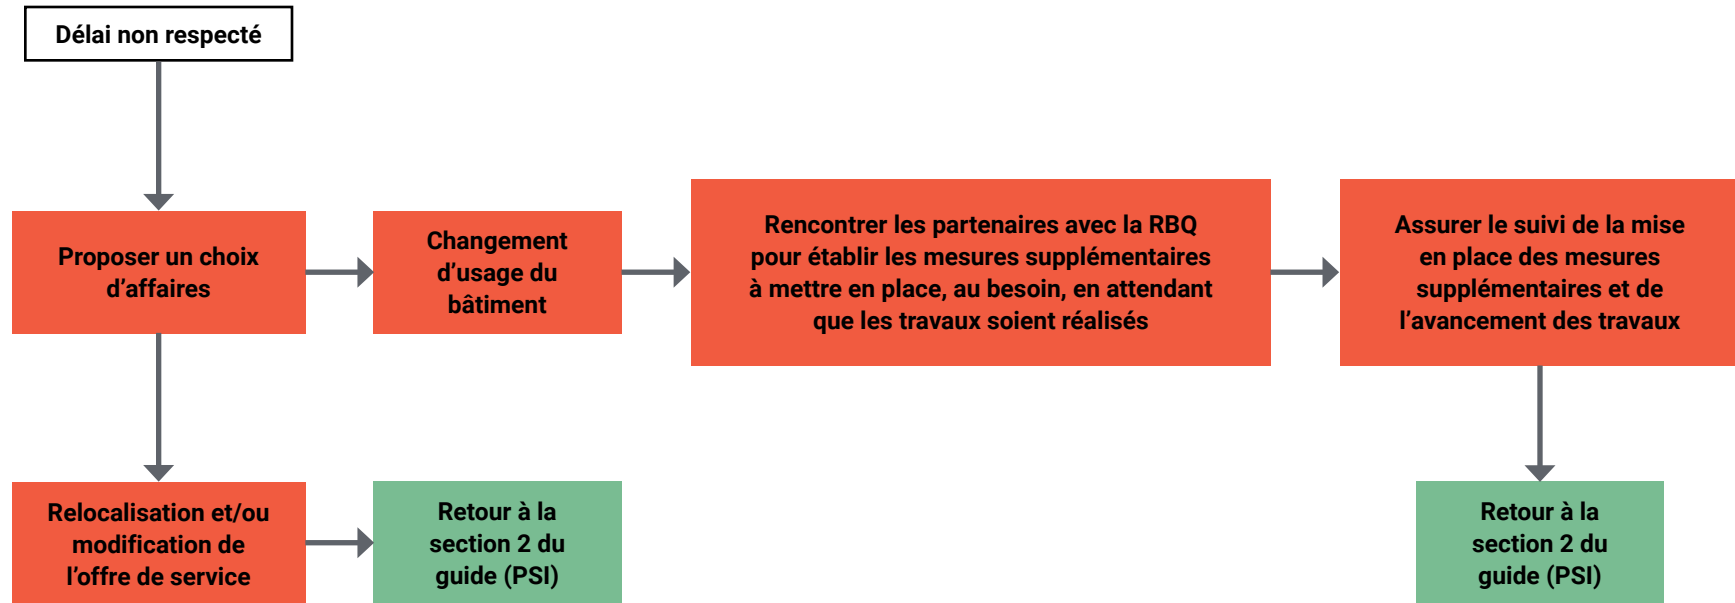 Délai non respecté
Proposer un choix
d’affaires
Changement
d’usage du
bâtiment
Rencontrer les partenaires avec la RBQ
pour établir les mesures supplémentaires
à mettre en place, au besoin, en attendant
que les travaux soient réalisés
Assurer le suivi de la mise
en place des mesures
supplémentaires et de
l’avancement des travaux
Relocalisation et/ou
modification de
l’offre de service
Retour à la
section 2 du
guide (PSI)
Retour à la
section 2 du
guide (PSI)